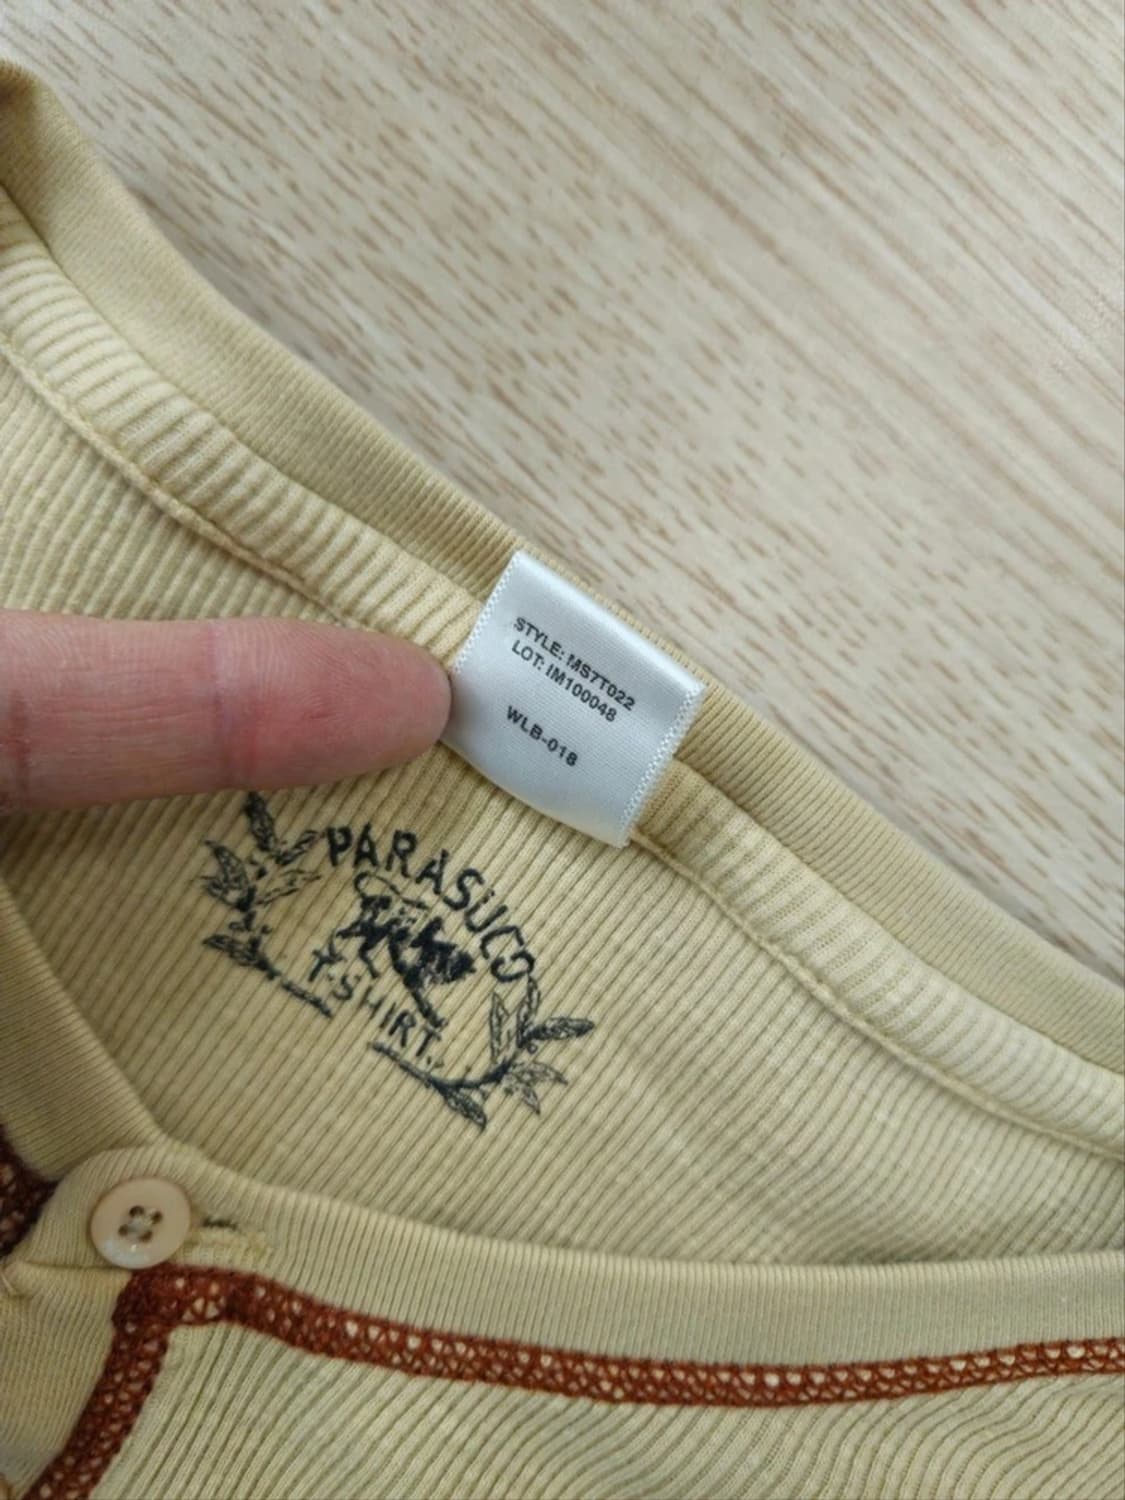 STYLE: MS7T022
LOT: IM100048
WLB-018
PARASUCO
T-SHIRT